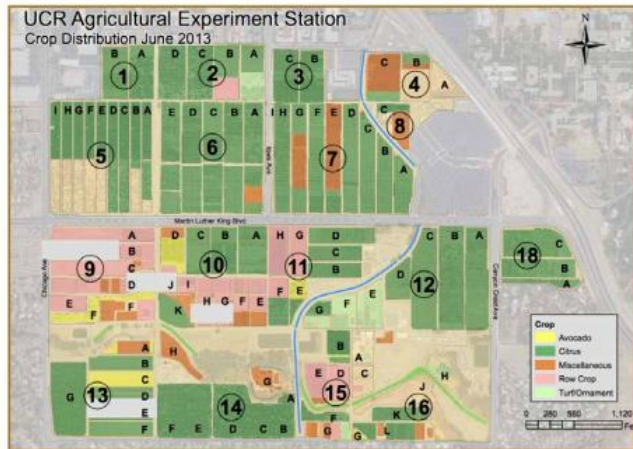 UCR Agricultural Experiment Station
Crop Distribution June 2013
N
B A
1
D C B A
2
C B
3
C B
4
A
I H G F E D C B A
5
E D C B A
6
I H G F E D C B A
7
C
8
Martin Luther King Blvd
Iowa Ave
Chicago Ave
Canyon Crest Ave
A
B
C
D
E F F
9
D C B A
10
J I
H G F E
K
H G D
C
B
11
F E
G F E
C B A
D
12
C
B
A
18
H
G
A
B
C
D
E
F
G
13
A
F E D C B
14
B
A
E D C
15
F
G G
H
J
K
L
16
Crop
Avocado
Citrus
Miscellaneous
Row Crop
Turf/Ornament
0 280 560 1,120